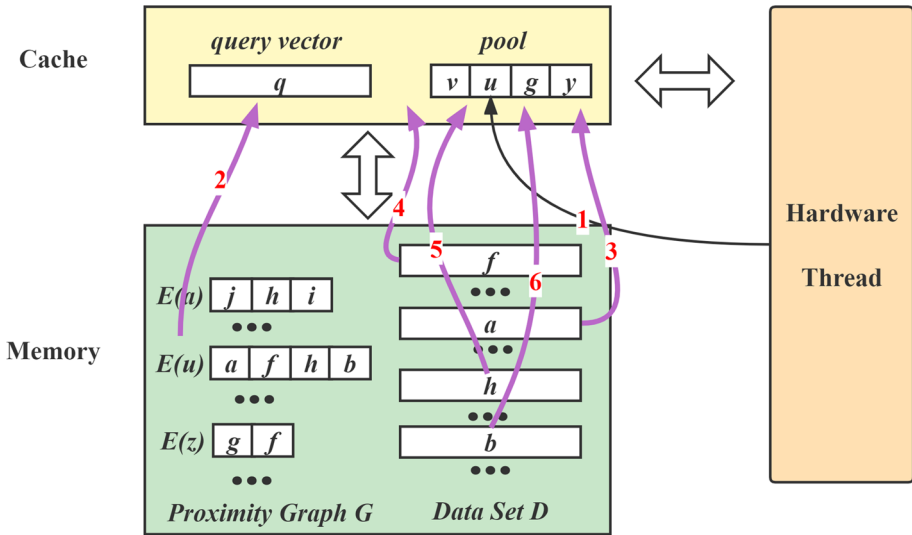 Cache
query vector
pool
q
v u g y
2
4
1
5
3
6
Hardware
Thread
Memory
f
E(a) j h i
a
E(u) a f h b
h
E(z) g f
b
Proximity Graph G
Data Set D